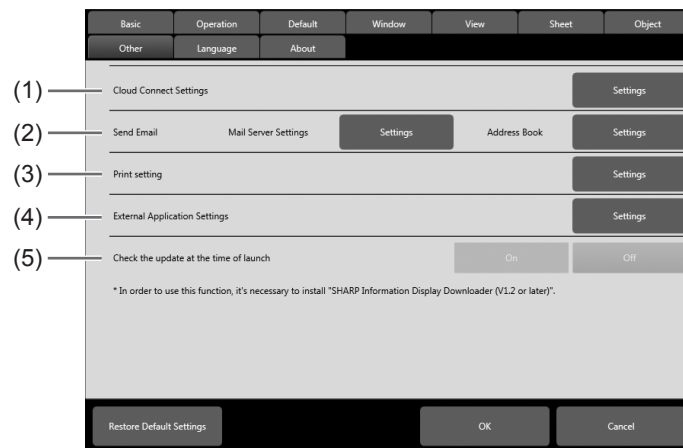 Basic Operation Default Window View Sheet Object
Other Language About
(1) Cloud Connect Settings Settings
(2) Send Email Mail Server Settings Settings Address Book Settings
(3) Print setting Settings
(4) External Application Settings Settings
(5) Check the update at the time of launch On Off
* In order to use this function, it's necessary to install "SHARP Information Display Downloader (V1.2 or later)".
Restore Default Settings OK Cancel